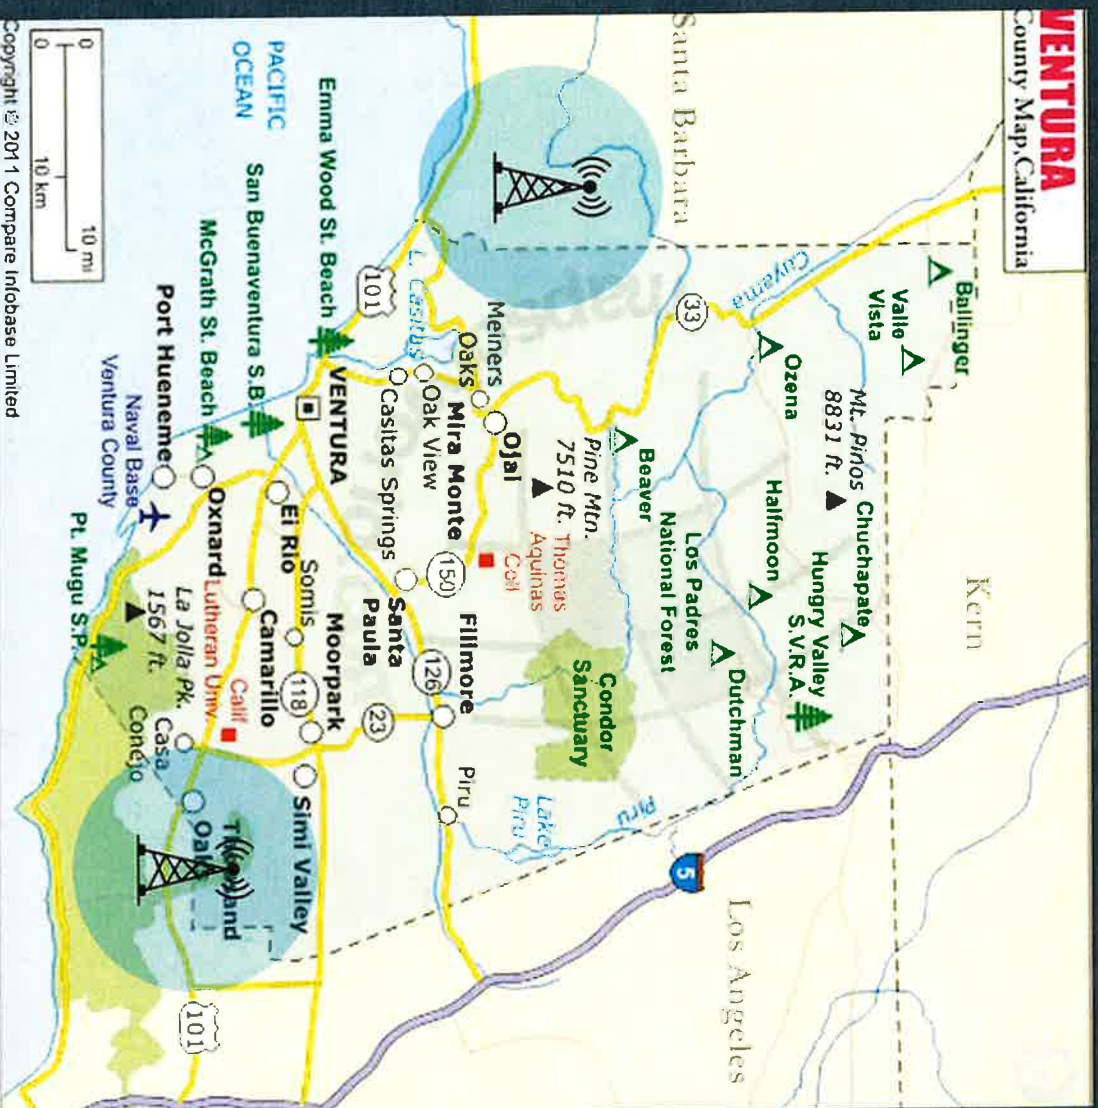 VENTURA
County Map,California
Kern
Ballinger
Valle
Vista
Mt. Pinos
8831 ft.
Chuchapate
Hungry Valley
S.V.R.A.
Cuyama
Ozena
Halfmoon
Dutchman
Los Angeles
Santa Barbara
33
Los Padres
National Forest
5
Beaver
Piru
Pine Mtn.
7510 ft.
Condor
Sanctuary
Thomas
Aquinas
Coll
Lake
Piru
Ojai
Meiners
Oaks
Mira Monte
150
Fillmore
Piru
126
L. Casitas
Oak View
Casitas Springs
Santa
Paula
23
101
VENTURA
Moorpark
118
Simi Valley
Emma Wood St. Beach
Somis
El Rio
Camarillo
PACIFIC
OCEAN
San Buenaventura S.B.
Calif
Lutheran Univ.
McGrath St. Beach
Oxnard
101
La Jolla Pk.
1567 ft.
Casa
Conejo
Port Hueneme
Naval Base
Ventura County
Pt. Mugu S.P.
0 10 mi
0 10 km
Copyright © 2011 Compare Infobase Limited